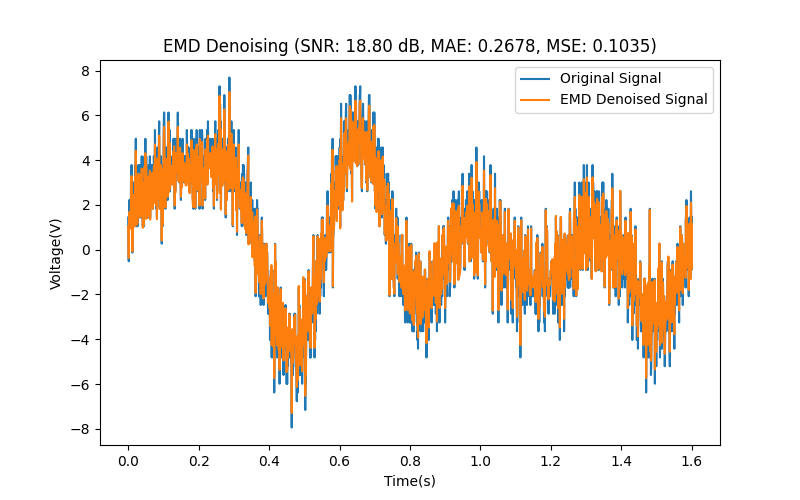 EMD Denoising (SNR: 18.80 dB, MAE: 0.2678, MSE: 0.1035)
Original Signal
EMD Denoised Signal
Voltage(V)
8
6
4
2
0
−2
−4
−6
−8
0.0 0.2 0.4 0.6 0.8 1.0 1.2 1.4 1.6
Time(s)